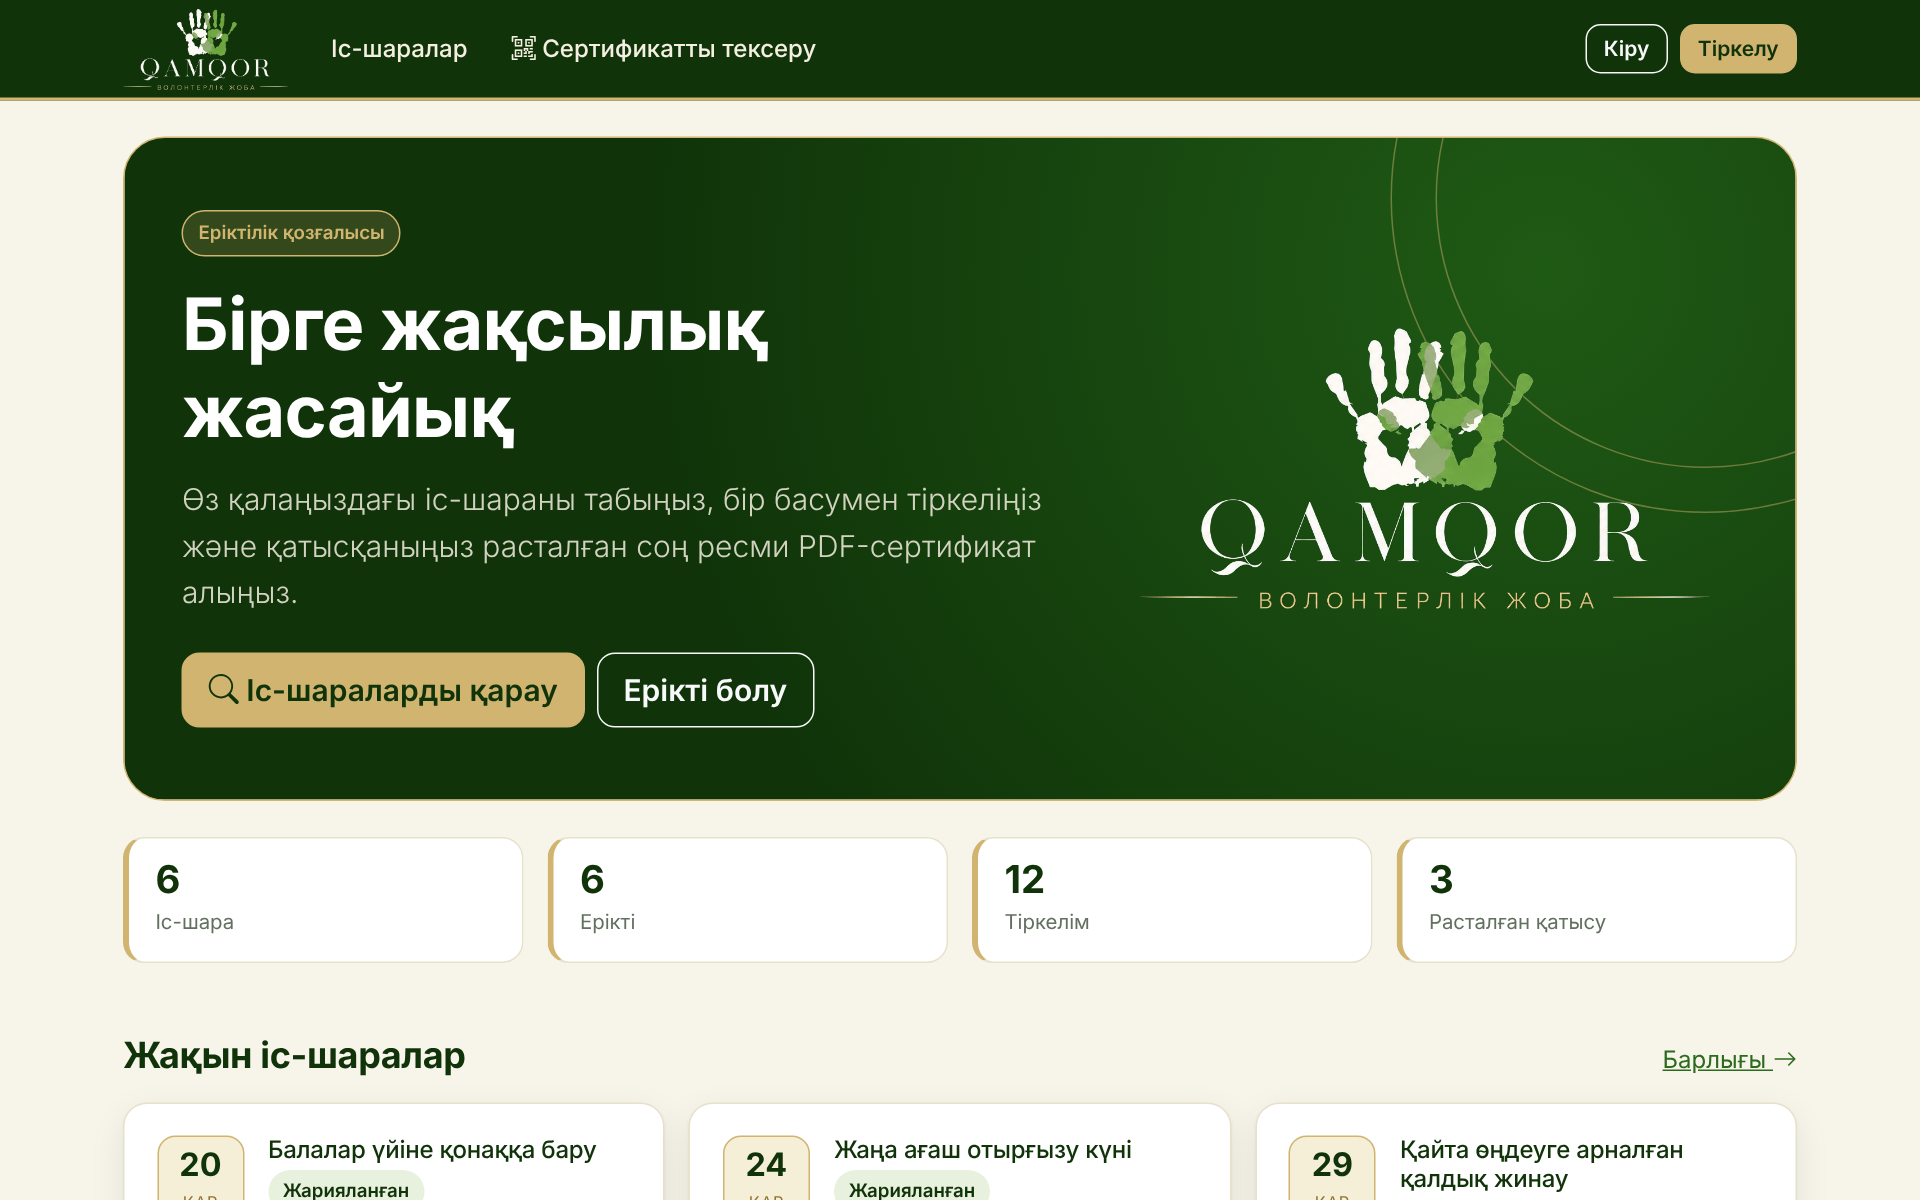 QAMQOR
ВОЛОНТЕРЛІК ЖОБА
Іс-шаралар
Сертификатты тексеру
Кіру
Тіркелу
Еріктілік қозғалысы
Бірге жақсылық
жасайық
Өз қалаңыздағы іс-шараны табыңыз, бір басумен тіркеліңіз
және қатысқаныңыз расталған соң ресми PDF-сертификат
алыңыз.
Іс-шараларды қарау
Ерікті болу
QAMQOR
ВОЛОНТЕРЛІК ЖОБА
6
Іс-шара
6
Ерікті
12
Тіркелім
3
Расталған қатысу
Жақын іс-шаралар
Барлығы
20
Балалар үйіне қонаққа бару
Жарияланған
24
Жаңа ағаш отырғызу күні
Жарияланған
29
Қайта өңдеуге арналған
қалдық жинау